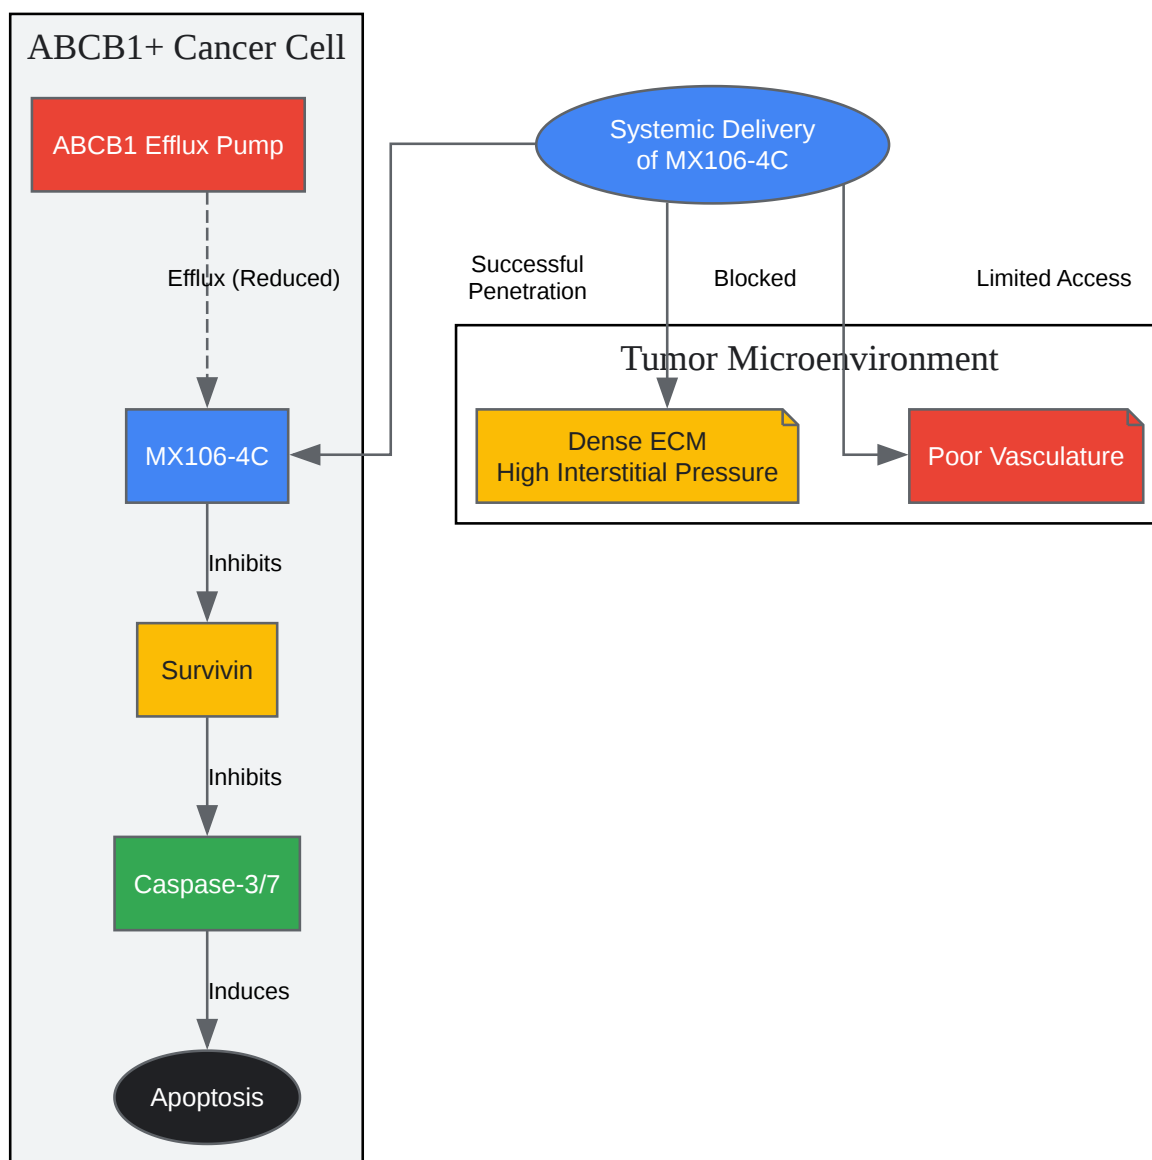 ABCB1+ Cancer Cell
ABCB1 Efflux Pump
Efflux (Reduced)
MX106-4C
Inhibits
Survivin
Inhibits
Caspase-3/7
Induces
Apoptosis
Systemic Delivery
of MX106-4C
Successful
Penetration
Blocked
Limited Access
Tumor Microenvironment
Dense ECM
High Interstitial Pressure
Poor Vasculature